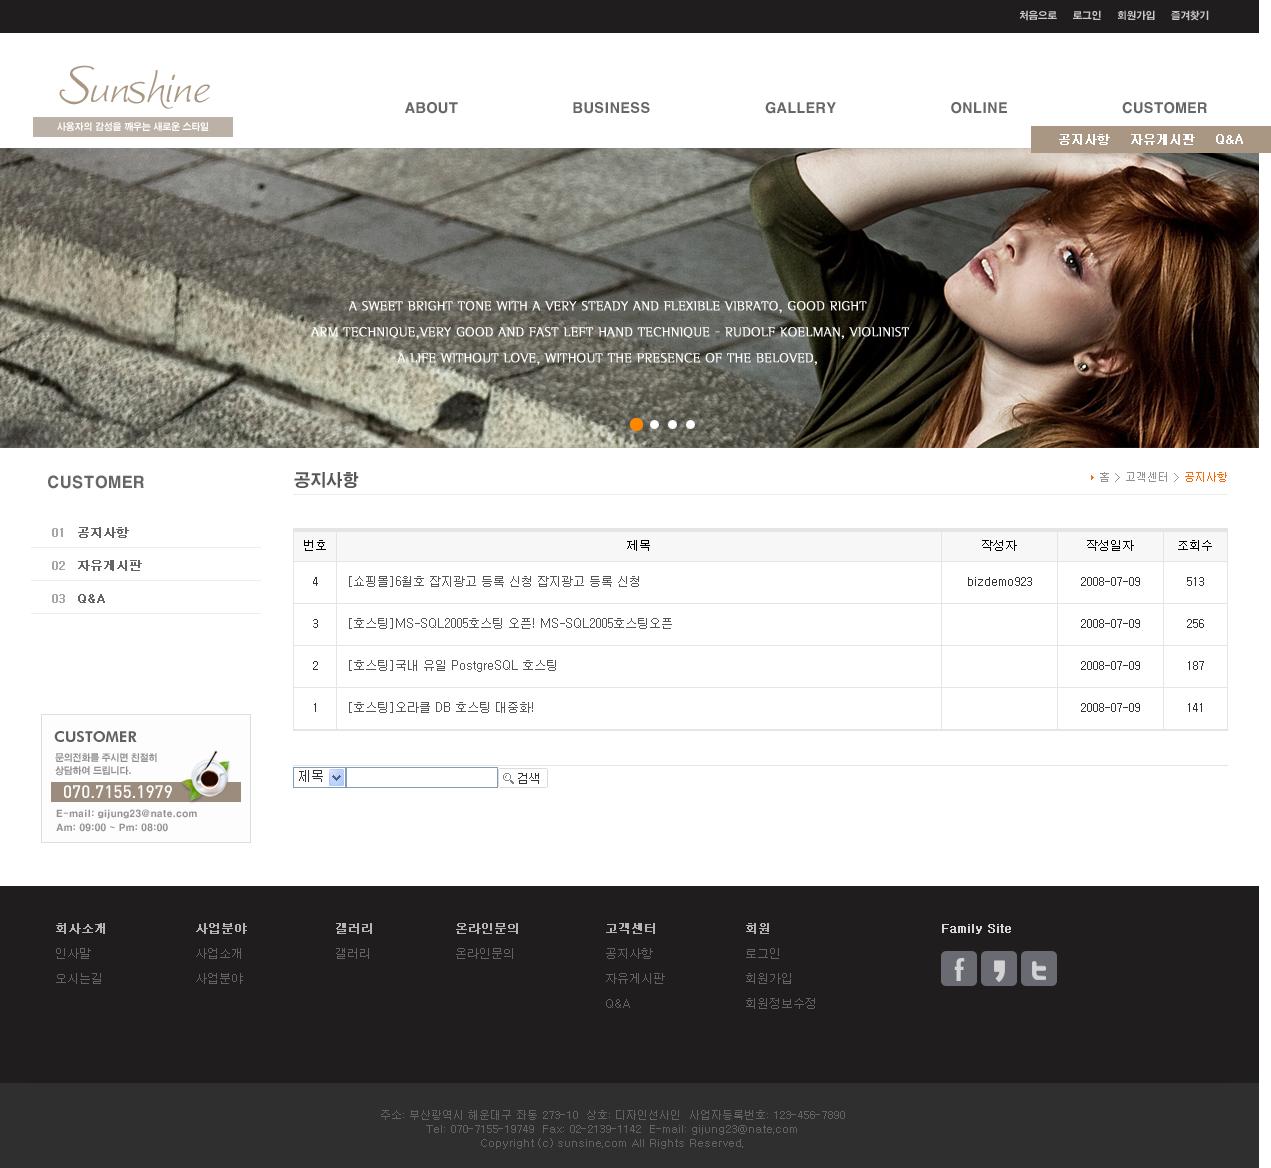 처음으로 로그인 회원가입 즐겨찾기
Sunshine
사용자의 감성을 깨우는 새로운 스타일
ABOUT BUSINESS GALLERY ONLINE CUSTOMER
공지사항 자유게시판 Q&A
A SWEET BRIGHT TONE WITH A VERY STEADY AND FLEXIBLE VIBRATO, GOOD RIGHT
ARM TECHNIQUE,VERY GOOD AND FAST LEFT HAND TECHNIQUE - RUDOLF KOELMAN, VIOLINIST
A LIFE WITHOUT LOVE, WITHOUT THE PRESENCE OF THE BELOVED,
CUSTOMER
01 공지사항
02 자유게시판
03 Q&A
CUSTOMER
문의전화를 주시면 친절히
상담하여 드립니다.
070.7155.1979
E-mail: gijung23@nate.com
Am: 09:00 ~ Pm: 08:00
공지사항
홈 > 고객센터 > 공지사항
번호 제목 작성자 작성일자 조회수
4 [쇼핑몰]6월호 잡지광고 등록 신청 잡지광고 등록 신청 bizdemo923 2008-07-09 513
3 [호스팅]MS-SQL2005호스팅 오픈! MS-SQL2005호스팅오픈 2008-07-09 256
2 [호스팅]국내 유일 PostgreSQL 호스팅 2008-07-09 187
1 [호스팅]오라클 DB 호스팅 대중화! 2008-07-09 141
제목 검색
회사소개 사업분야 갤러리 온라인문의 고객센터 회원 Family Site
인사말 사업소개 갤러리 온라인문의 공지사항 로그인
오시는길 사업분야 자유게시판 회원가입
Q&A 회원정보수정
주소: 부산광역시 해운대구 좌동 273-10 상호: 디자인선사인 사업자등록번호: 123-456-7890
Tel: 070-7155-19749 Fax: 02-2139-1142 E-mail: gijung23@nate.com
Copyright (c) sunsine.com All Rights Reserved.